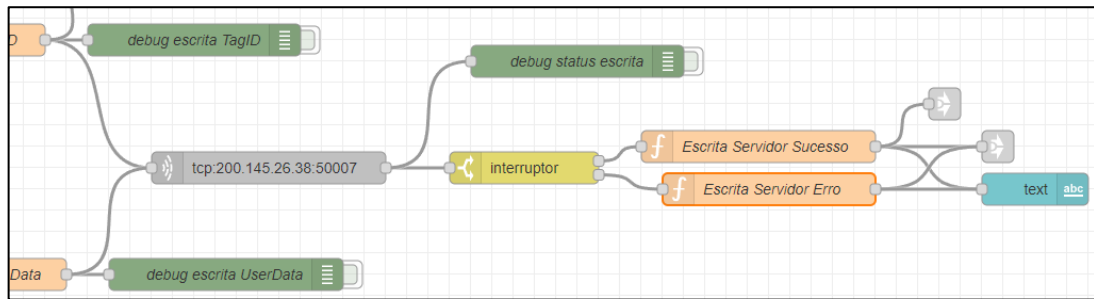 D
debug escrita TagID
debug status escrita
Escrita Servidor Sucesso
tcp:200.145.26.38:50007
interruptor
Escrita Servidor Erro
text
abc
Data
debug escrita UserData